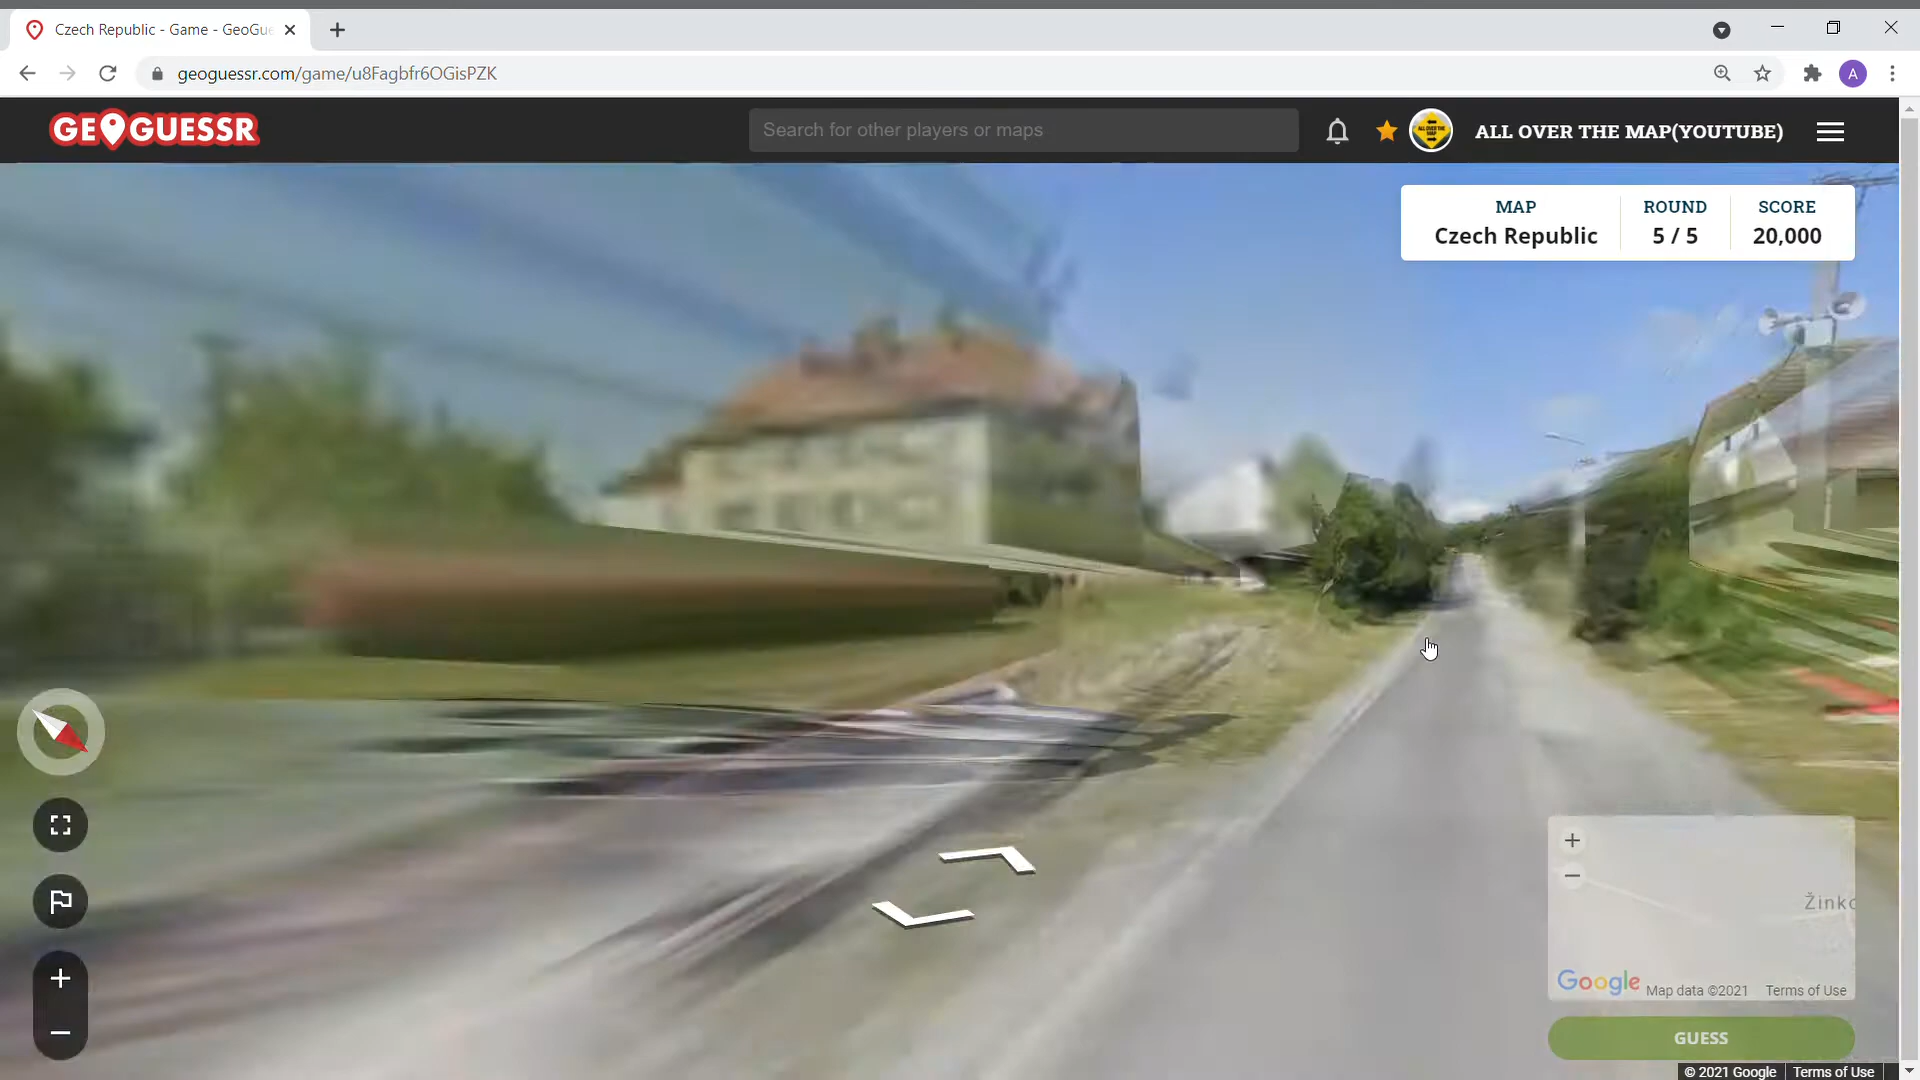 Czech Republic - Game - GeoGue
geoguessr.com/game/u8Fagbfr6OGisPZK
A
GEOGUESSR
Search for other players or maps
ALL OVER THE MAP(YOUTUBE)
MAP
Czech Republic
ROUND
5 / 5
SCORE
20,000
Žinko
Google
Map data ©2021
Terms of Use
GUESS
© 2021 Google
Terms of Use